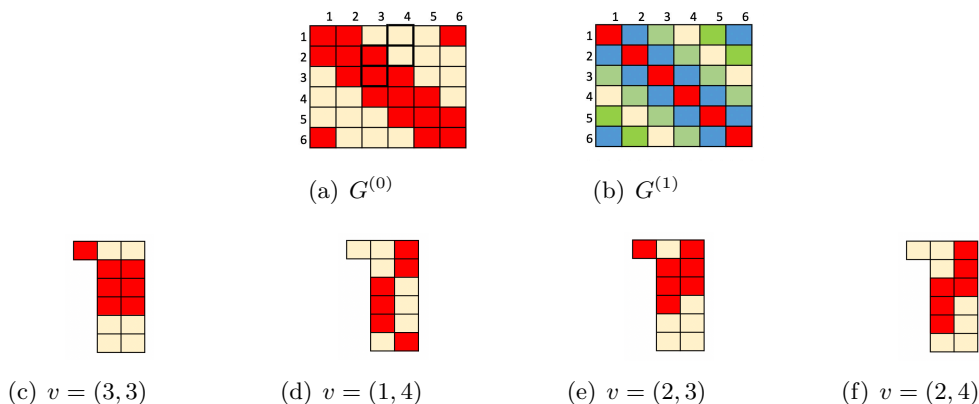 1 2 3 4 5 6
1 2 3 4 5 6
1
1
2
2
3
3
4
4
5
5
6
6
(a) G^{(0)}
(b) G^{(1)}
(c) v = (3, 3)
(d) v = (1, 4)
(e) v = (2, 3)
(f) v = (2, 4)